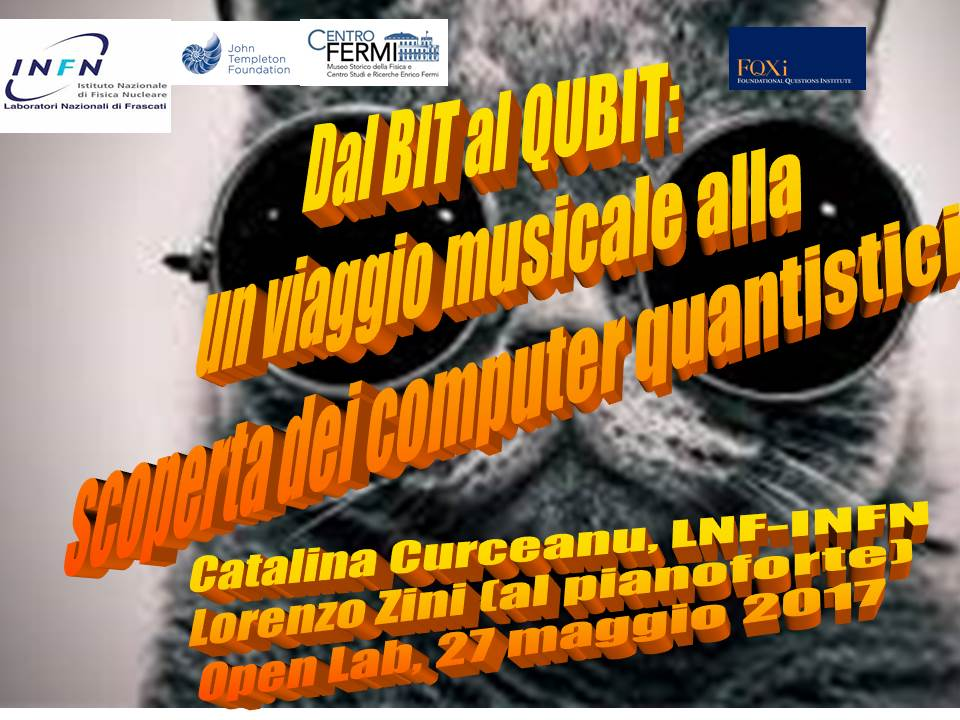 INFN
Istituto Nazionale
di Fisica Nucleare
Laboratori Nazionali di Frascati
John
Templeton
Foundation
CENTRO
FERMI
Museo Storico della Fisica e
Centro Studi e Ricerche Enrico Fermi
FQXi
FOUNDATIONAL QUESTIONS INSTITUTE
Dal BIT al QUBIT:
un viaggio musicale alla
scoperta dei computer quantistici
Catalina Curceanu, LNF-INFN
Lorenzo Zini (al pianoforte)
Open Lab, 27 maggio 2017